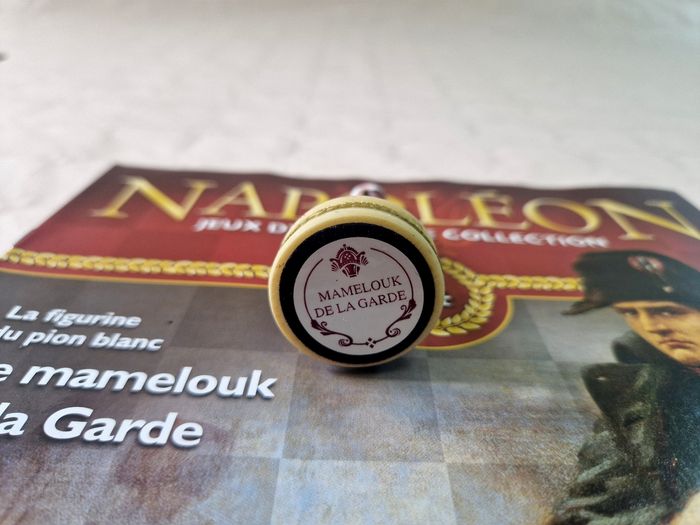 NAPOLÉON
JEUX D COLLECTION
La figurine
du pion blanc
e mamelouk
la Garde
MAMELOUK
DE LA GARDE